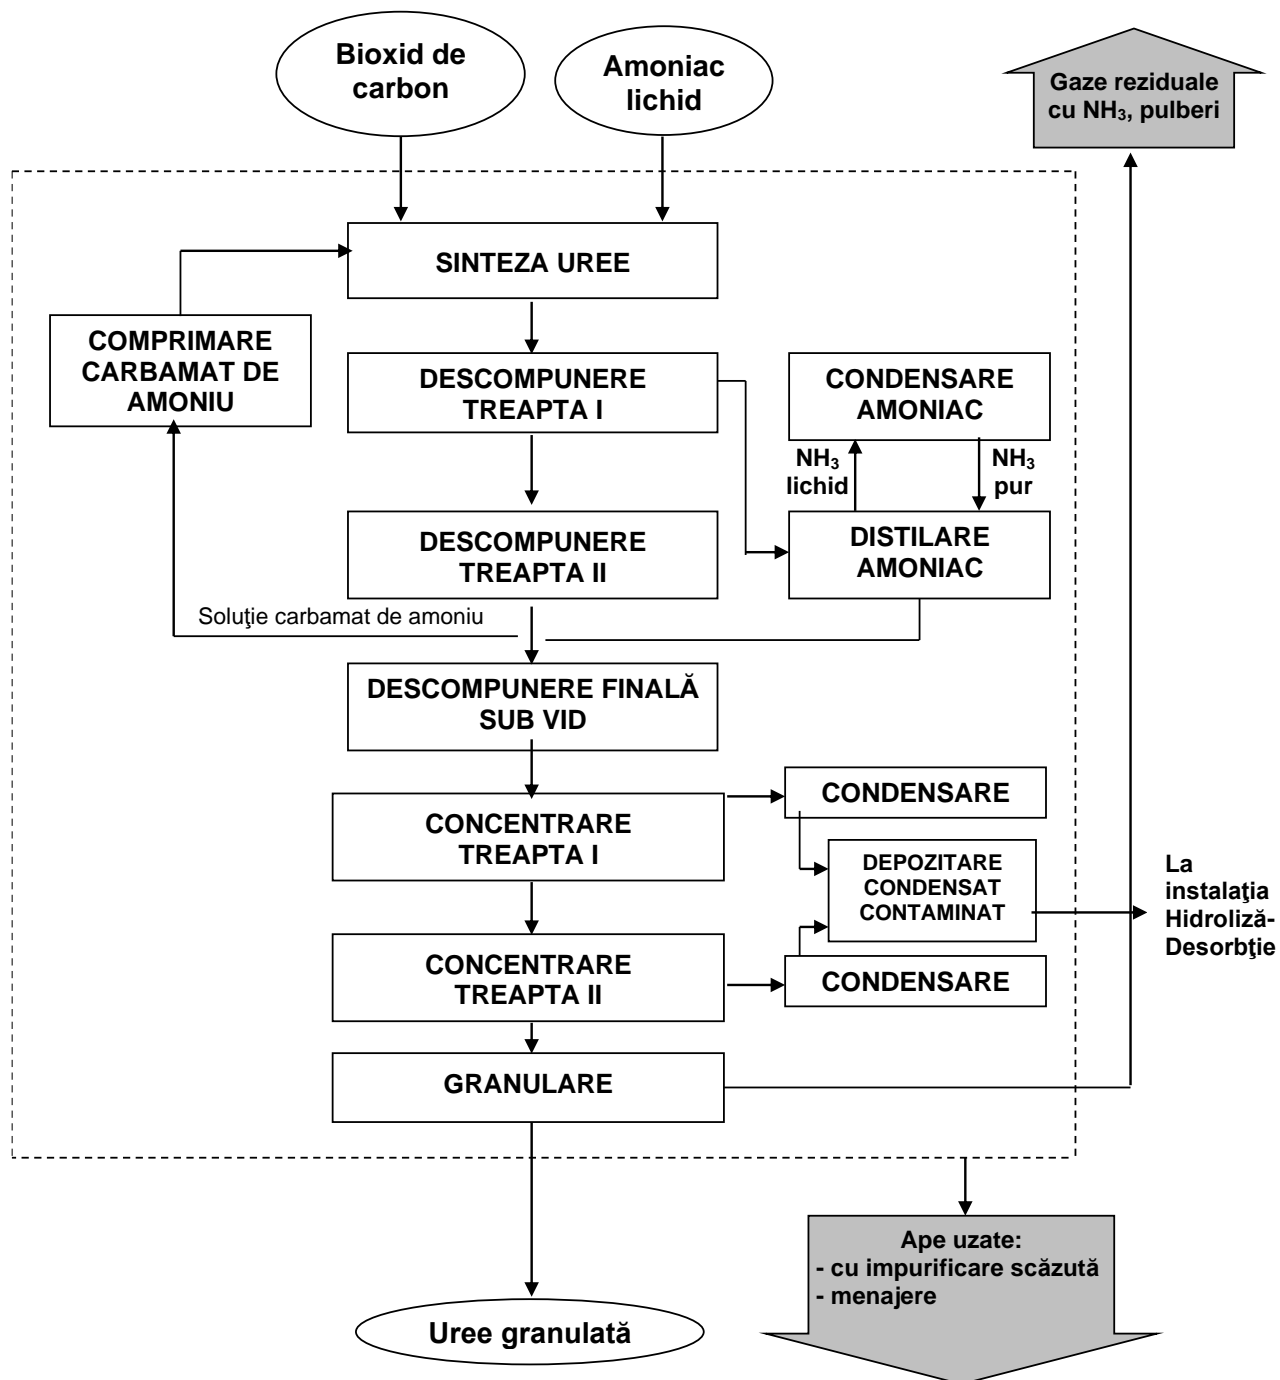 Bioxid de
carbon
Amoniac
lichid
Gaze reziduale
cu NH₃, pulberi
SINTEZA UREE
COMPRIMARE
CARBAMAT DE
AMONIU
DESCOMPUNERE
TREAPTA I
CONDENSARE
AMONIAC
NH₃
lichid
NH₃
pur
DESCOMPUNERE
TREAPTA II
DISTILARE
AMONIAC
Soluţie carbamat de amoniu
DESCOMPUNERE FINALĂ
SUB VID
CONCENTRARE
TREAPTA I
CONDENSARE
DEPOZITARE
CONDENSAT
CONTAMINAT
La
instalaţia
Hidroliză-
Desorbţie
CONCENTRARE
TREAPTA II
CONDENSARE
GRANULARE
Ape uzate:
- cu impurificare scăzută
- menajere
Uree granulată